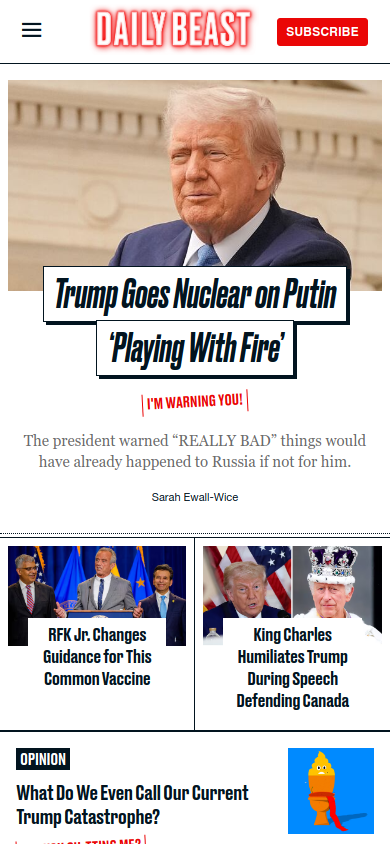 DAILY BEAST
SUBSCRIBE
Trump Goes Nuclear on Putin
‘Playing With Fire’
I'M WARNING YOU!
The president warned “REALLY BAD” things would
have already happened to Russia if not for him.
Sarah Ewall-Wice
RFK Jr. Changes
Guidance for This
Common Vaccine
King Charles
Humiliates Trump
During Speech
Defending Canada
OPINION
What Do We Even Call Our Current
Trump Catastrophe?